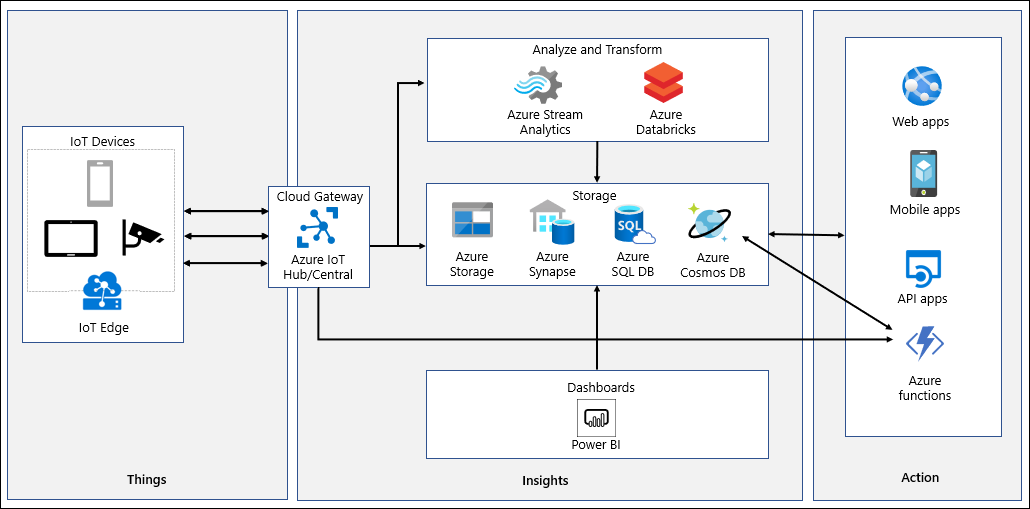 IoT Devices
IoT Edge
Things
Cloud Gateway
Azure IoT
Hub/Central
Analyze and Transform
Azure Stream
Analytics
Azure
Databricks
Storage
Azure
Storage
Azure
Synapse
SQL
Azure
SQL DB
Azure
Cosmos DB
Dashboards
Power BI
Insights
Web apps
Mobile apps
API apps
Azure
functions
Action